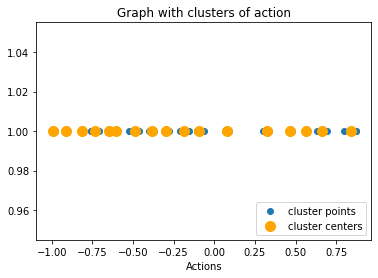 Graph with clusters of action
1.04
1.02
1.00
0.98
0.96
−1.00 −0.75 −0.50 −0.25 0.00 0.25 0.50 0.75
Actions
cluster points
cluster centers